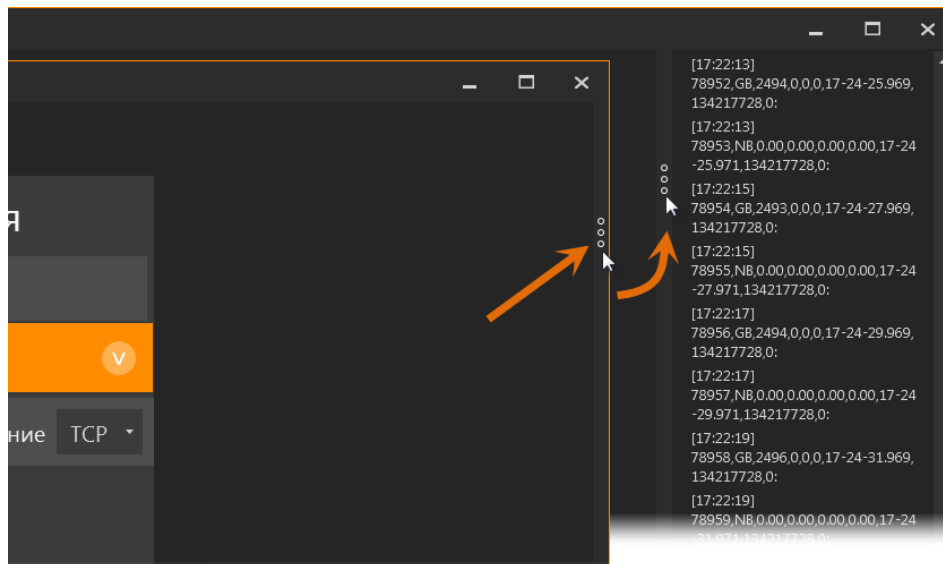 я
V
ние TCP
[17:22:13]
78952,GB,2494,0,0,0,17-24-25.969,
134217728,0:
[17:22:13]
78953,NB,0.00,0.00,0.00,0.00,17-24
-25.971,134217728,0:
[17:22:15]
78954,GB,2493,0,0,0,17-24-27.969,
134217728,0:
[17:22:15]
78955,NB,0.00,0.00,0.00,0.00,17-24
-27.971,134217728,0:
[17:22:17]
78956,GB,2494,0,0,0,17-24-29.969,
134217728,0:
[17:22:17]
78957,NB,0.00,0.00,0.00,0.00,17-24
-29.971,134217728,0:
[17:22:19]
78958,GB,2496,0,0,0,17-24-31.969,
134217728,0:
[17:22:19]
78959,NB,0.00,0.00,0.00,0.00,17-24
-31.971,134217728,0: